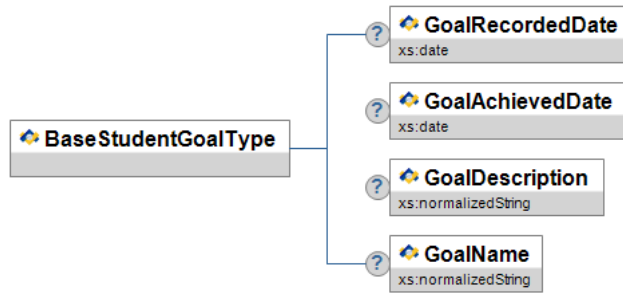 ? GoalRecordedDate
xs:date
? GoalAchievedDate
xs:date
BaseStudentGoalType
? GoalDescription
xs:normalizedString
? GoalName
xs:normalizedString